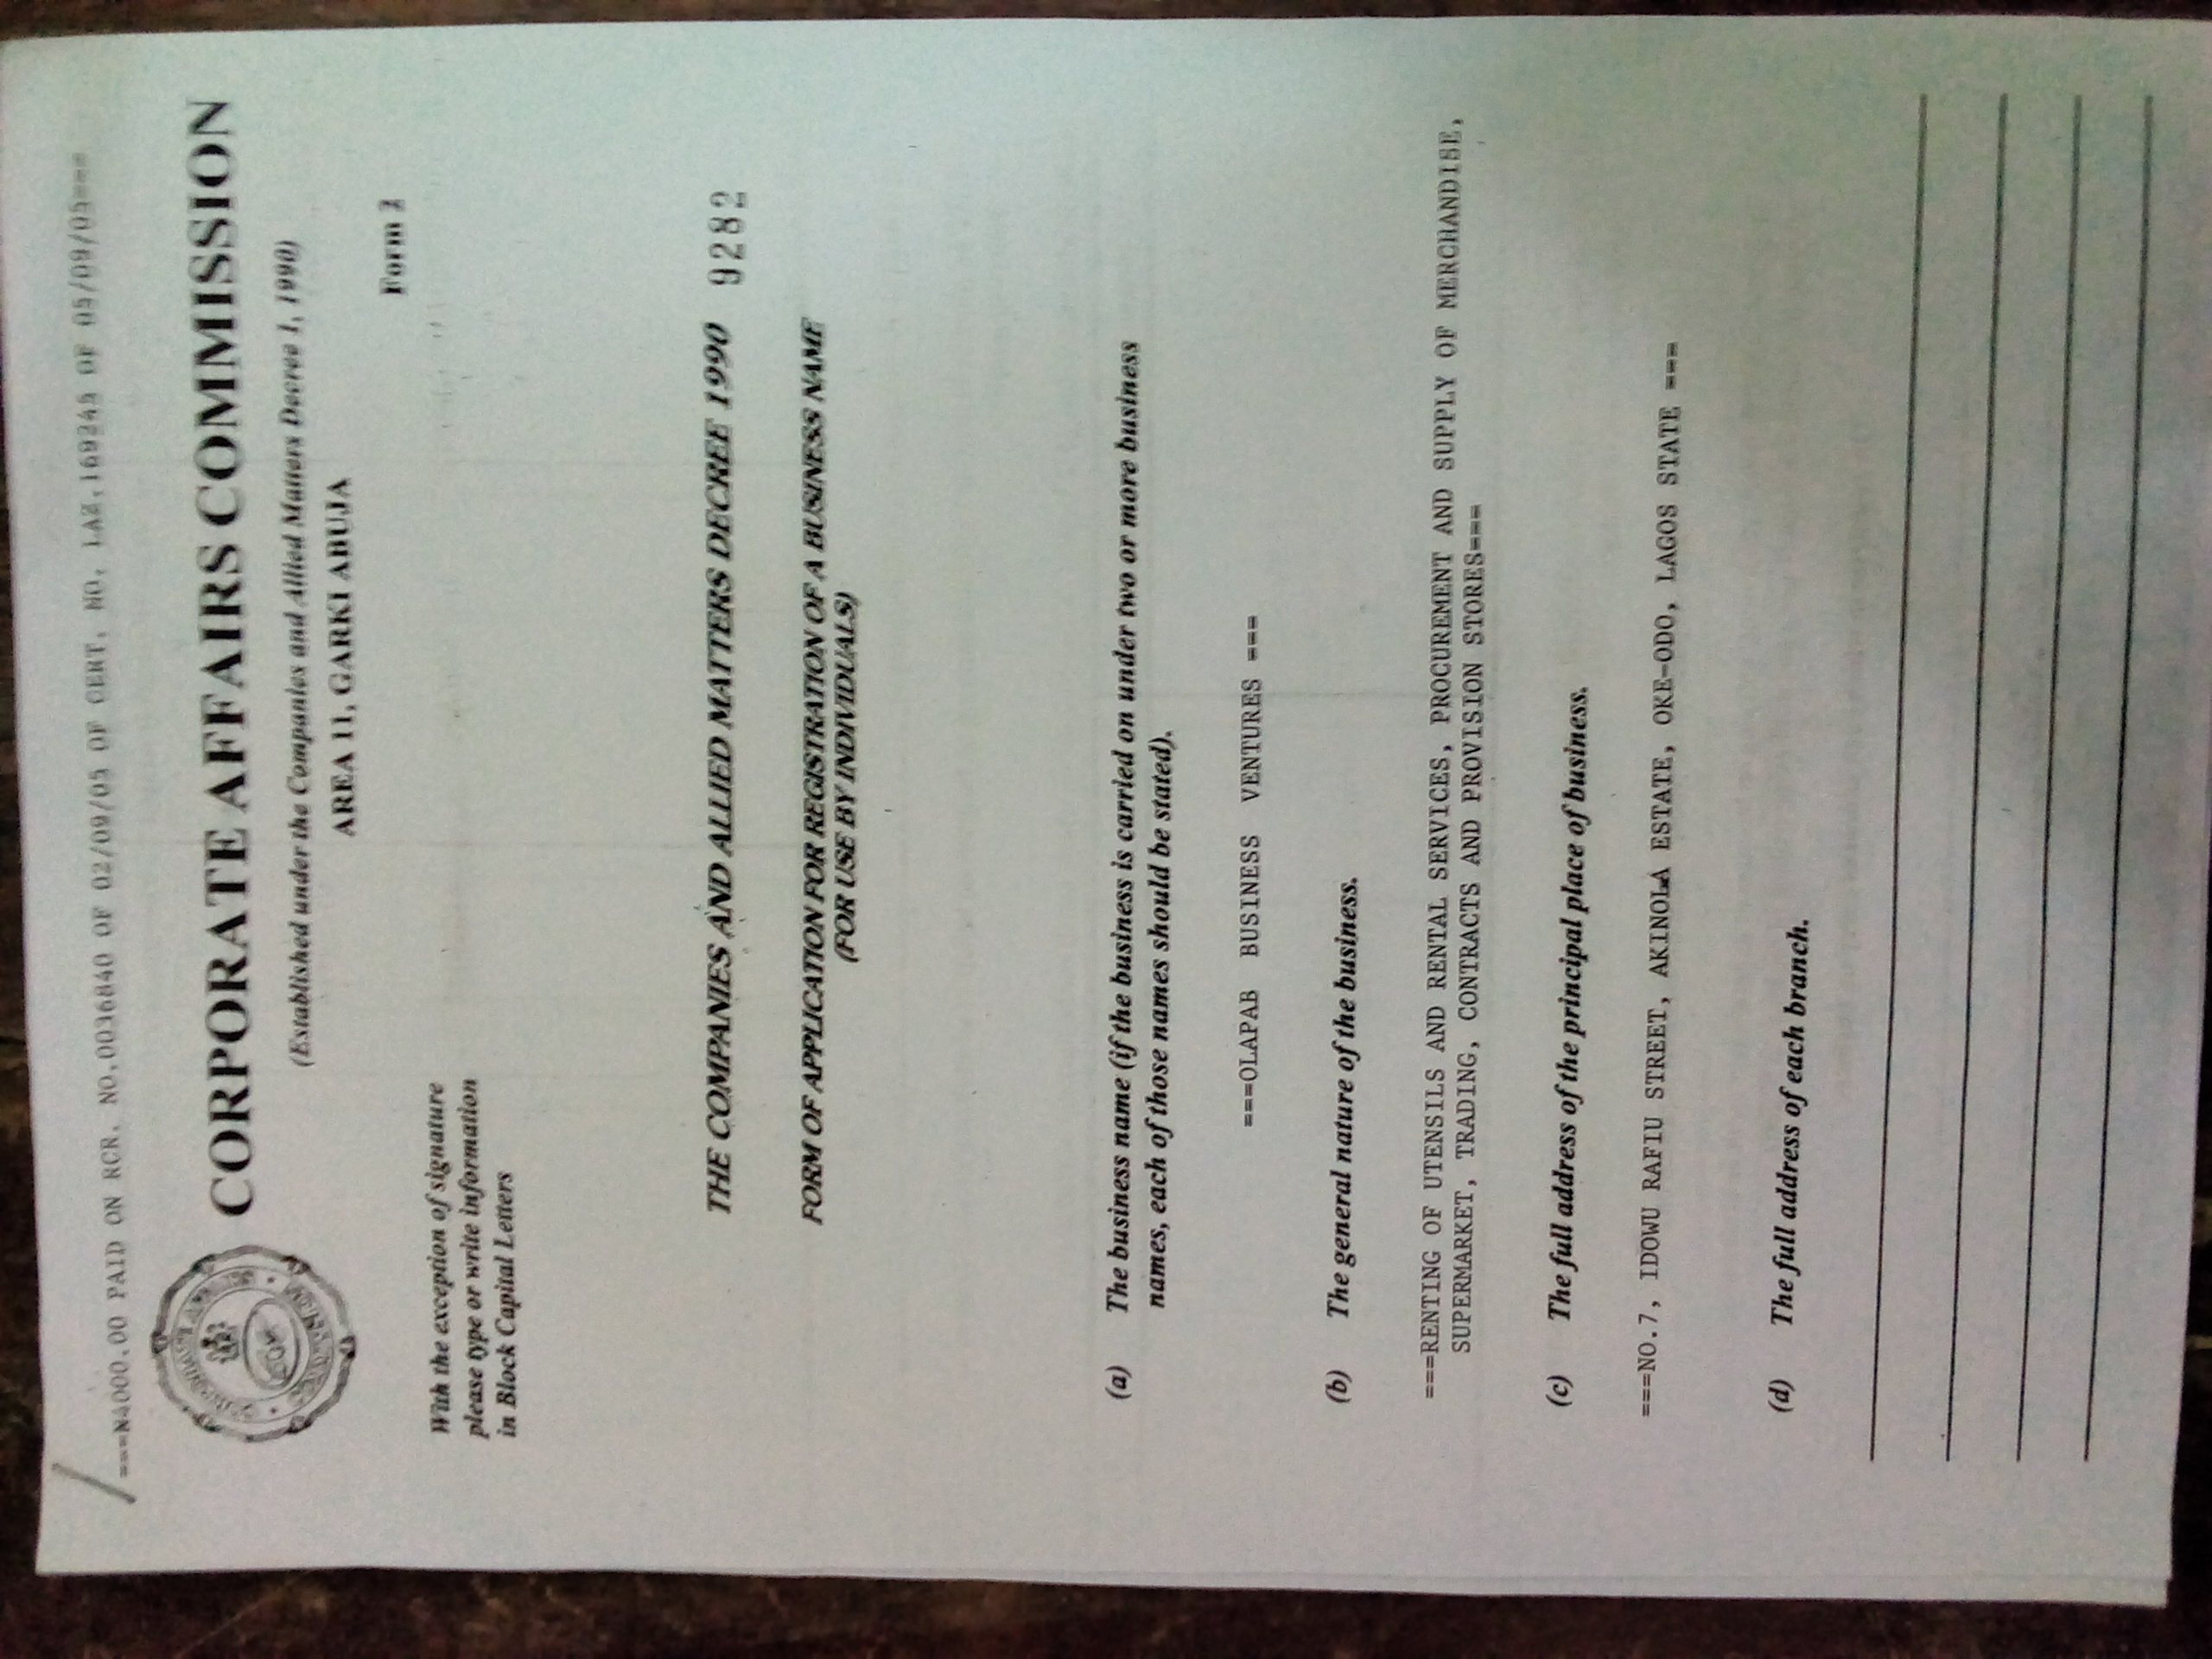 ===₦4000.00 PAID ON RCR. NO.0036840 OF 02/09/05 OF CERT. NO. LAZ.169245 OF 05/09/05===
CORPORATE AFFAIRS COMMISSION
(Established under the Companies and Allied Matters Decree 1, 1990)
AREA 11, GARKI ABUJA
Form 2
With the exception of signature
please type or write information
in Block Capital Letters
THE COMPANIES AND ALLIED MATTERS DECREE 1990 9282
FORM OF APPLICATION FOR REGISTRATION OF A BUSINESS NAME
(FOR USE BY INDIVIDUALS)
(a) The business name (if the business is carried on under two or more business
names, each of those names should be stated).
===OLAPAB BUSINESS VENTURES ===
(b) The general nature of the business.
===RENTING OF UTENSILS AND RENTAL SERVICES, PROCUREMENT AND SUPPLY OF MERCHANDISE,
SUPERMARKET, TRADING, CONTRACTS AND PROVISION STORES===
(c) The full address of the principal place of business.
===NO.7, IDOWU RAFIU STREET, AKINOLA ESTATE, OKE-ODO, LAGOS STATE ===
(d) The full address of each branch.